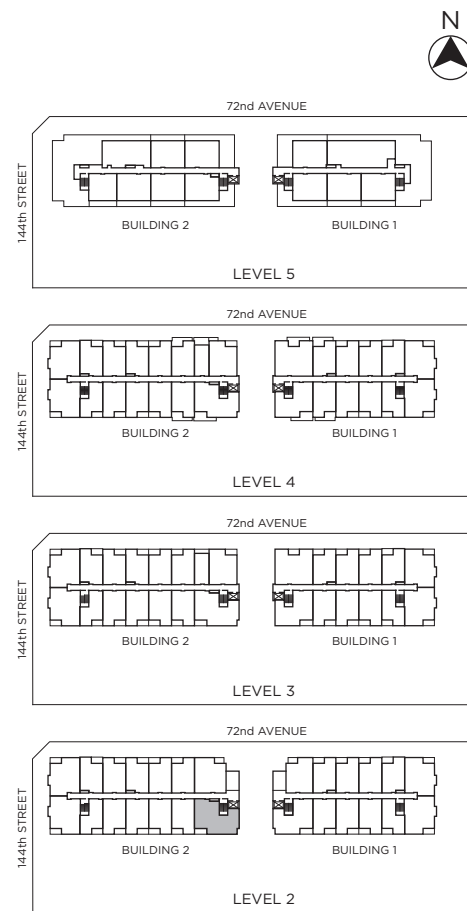 N
72nd AVENUE
144th STREET
BUILDING 2
BUILDING 1
LEVEL 5
72nd AVENUE
144th STREET
BUILDING 2
BUILDING 1
LEVEL 4
72nd AVENUE
144th STREET
BUILDING 2
BUILDING 1
LEVEL 3
72nd AVENUE
144th STREET
BUILDING 2
BUILDING 1
LEVEL 2